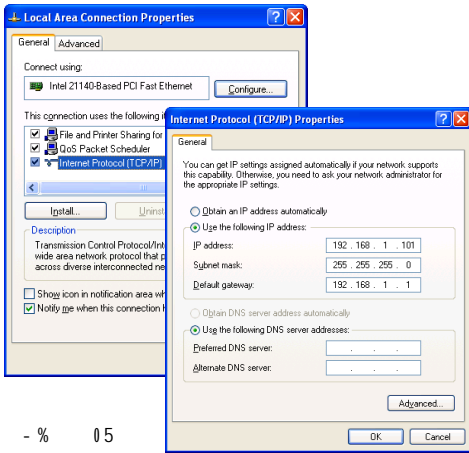 Local Area Connection Properties
General
Advanced
Connect using:
Intel 21140-Based PCI Fast Ethernet
Configure...
This connection uses the following
File and Printer Sharing for
QoS Packet Scheduler
Internet Protocol (TCP/IP)
Install...
Description
Transmission Control Protocol/
wide area network protocol that
across diverse interconnected
Show icon in notification area
Notify me when this connection
Internet Protocol (TCP/IP) Properties
General
You can get IP settings assigned automatically if your network supports
this capability. Otherwise, you need to ask your network administrator for
the appropriate IP settings.
Obtain an IP address automatically
Use the following IP address:
IP address:
192 . 168 . 1 . 101
Subnet mask:
255 . 255 . 255 . 0
Default gateway:
192 . 168 . 1 . 1
Obtain DNS server address automatically
Use the following DNS server addresses:
Preferred DNS server:
. . .
Alternate DNS server:
. . .
Advanced...
OK
Cancel
- % 05